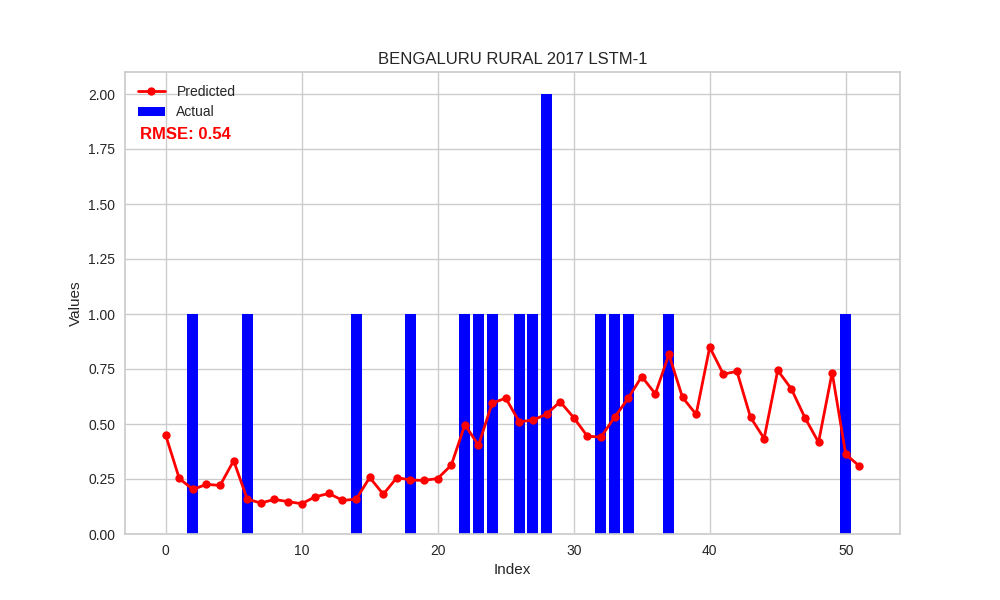 BENGALURU RURAL 2017 LSTM-1
Predicted
Actual
RMSE: 0.54
2.00
1.75
1.50
1.25
1.00
0.75
0.50
0.25
0.00
Values
0 10 20 30 40 50
Index